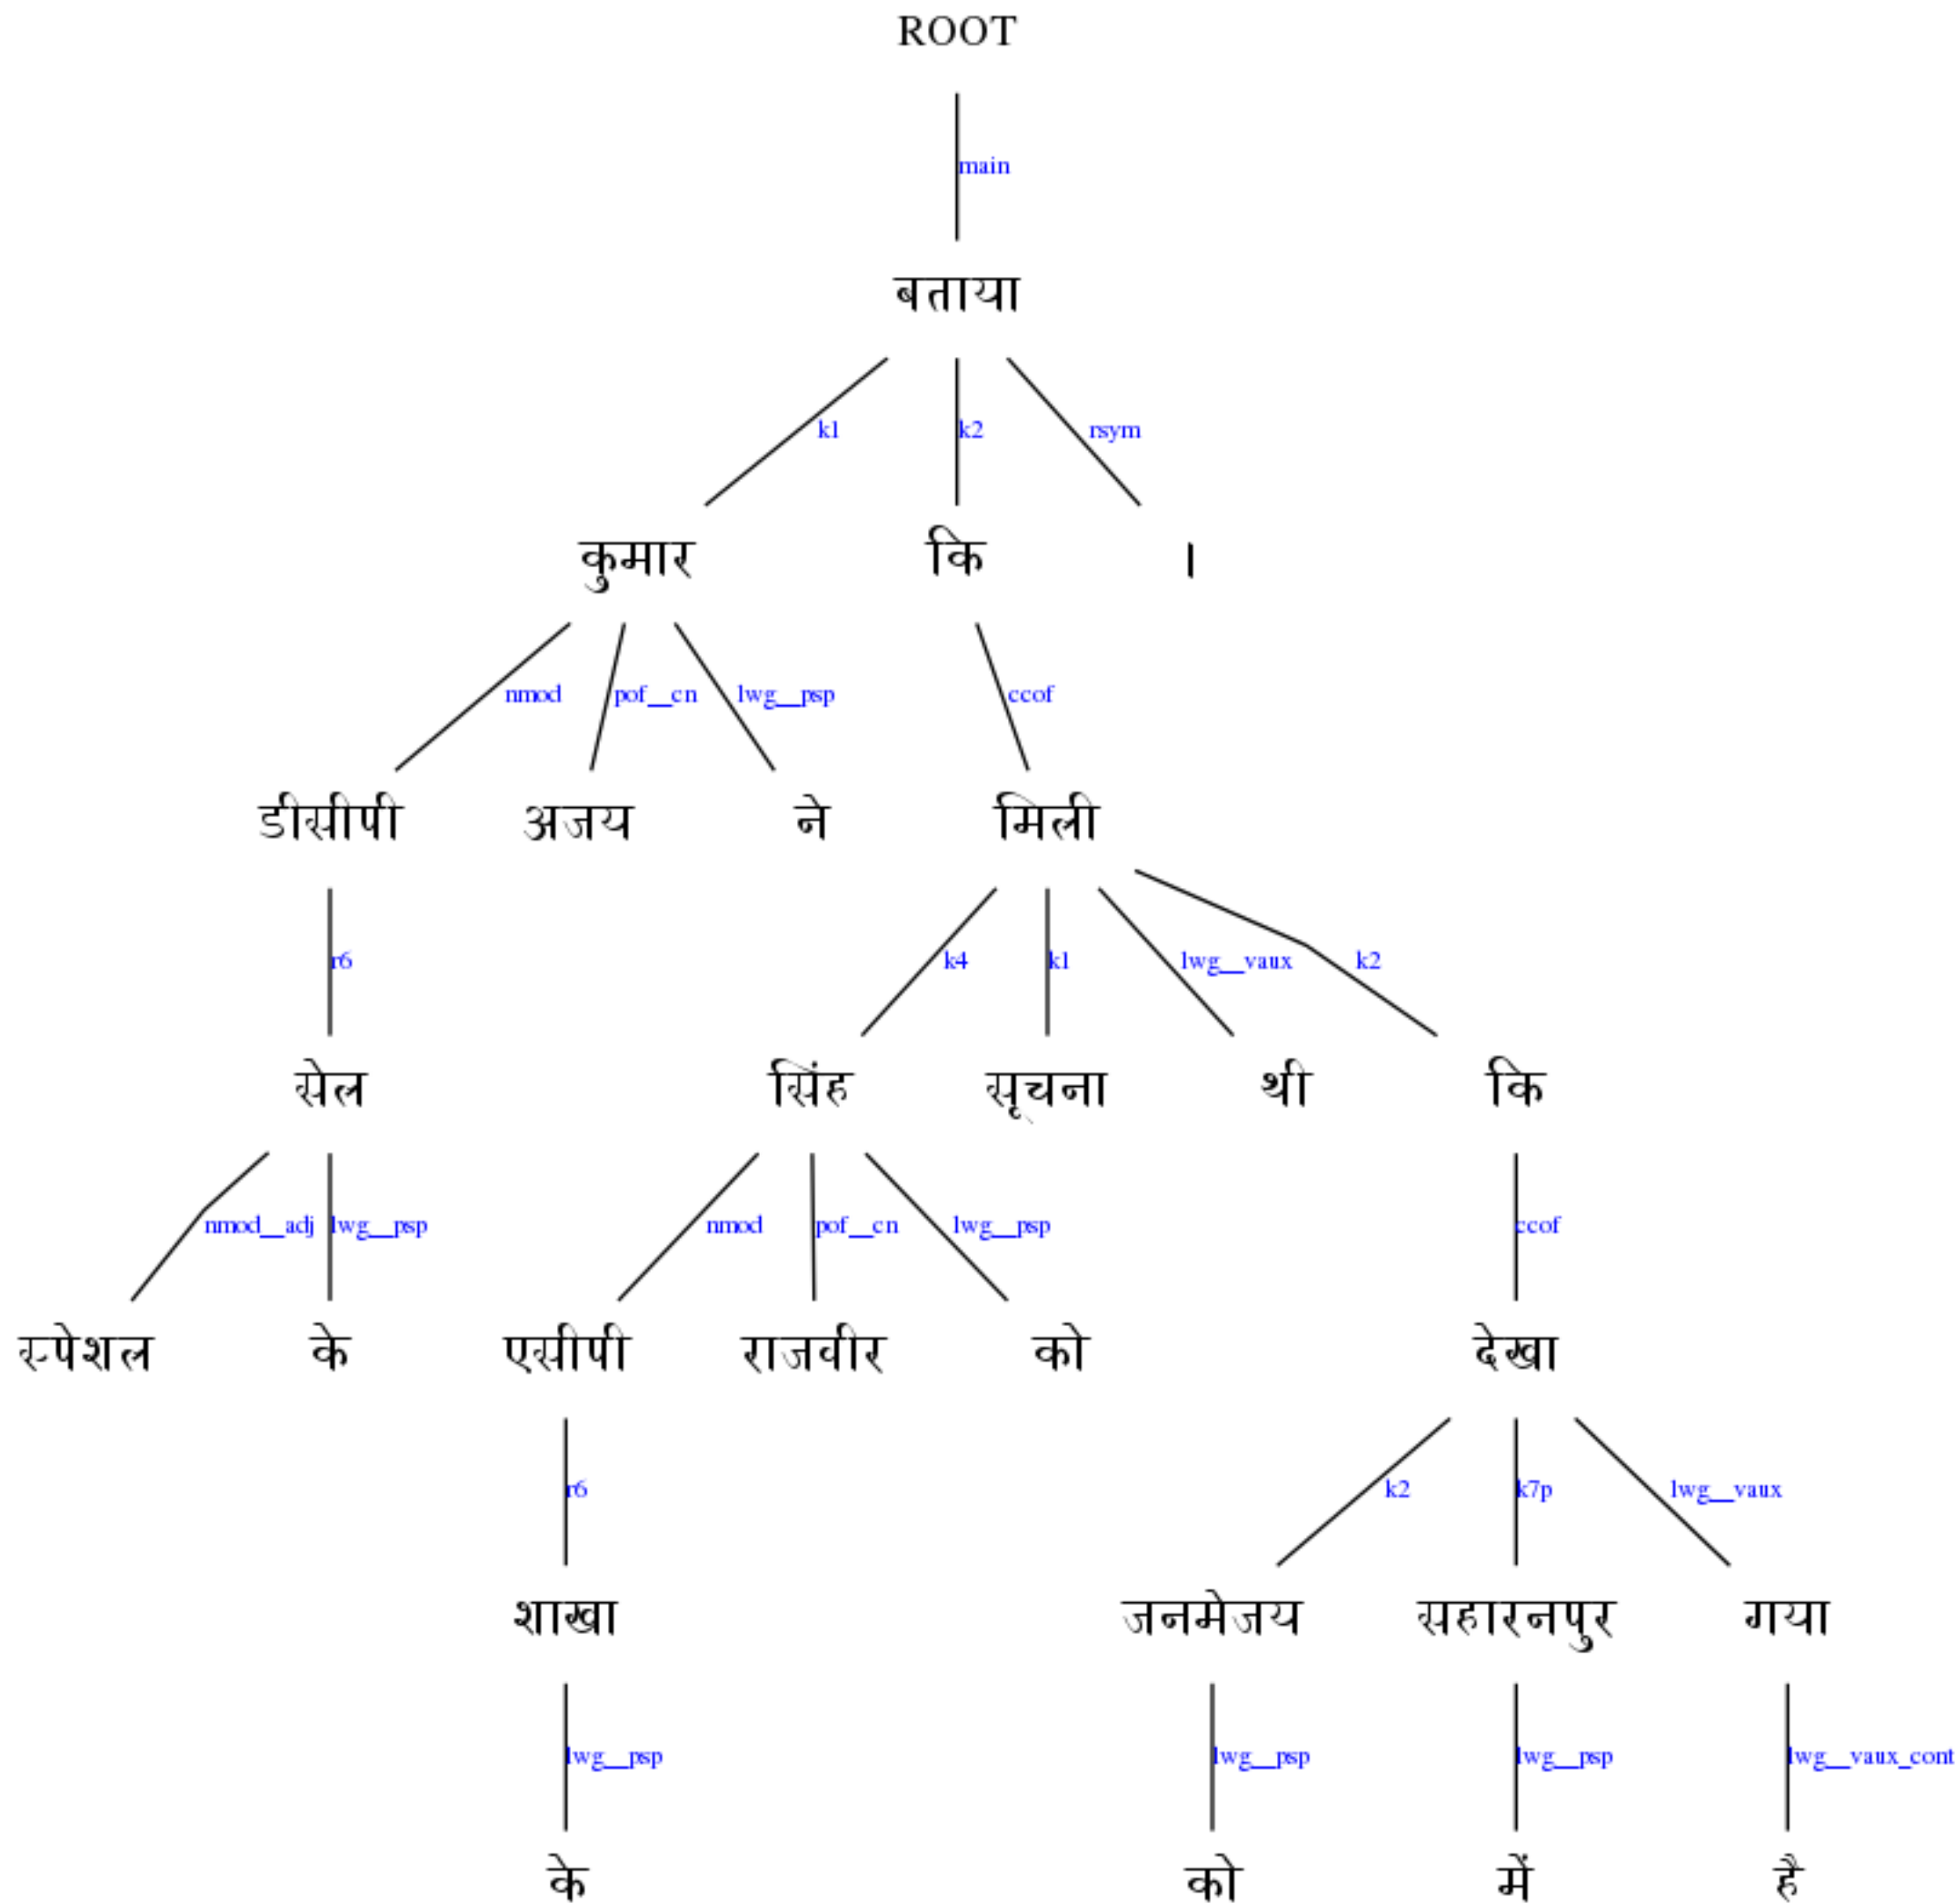 ROOT
main
बताया
k1 k2 rsym
कुमार कि ।
nmod pof__cn lwg__psp ccof
डीसीपी अजय ने मिली
r6 k4 k1 lwg__vaux k2
सेल सिंह सूचना थी कि
nmod__adj lwg__psp nmod pof__cn lwg__psp ccof
स्पेशल के एसीपी राजवीर को देखा
r6 k2 k7p lwg__vaux
शाखा जनमेजय सहारनपुर गया
lwg__psp lwg__psp lwg__psp lwg__vaux_cont
के को में है